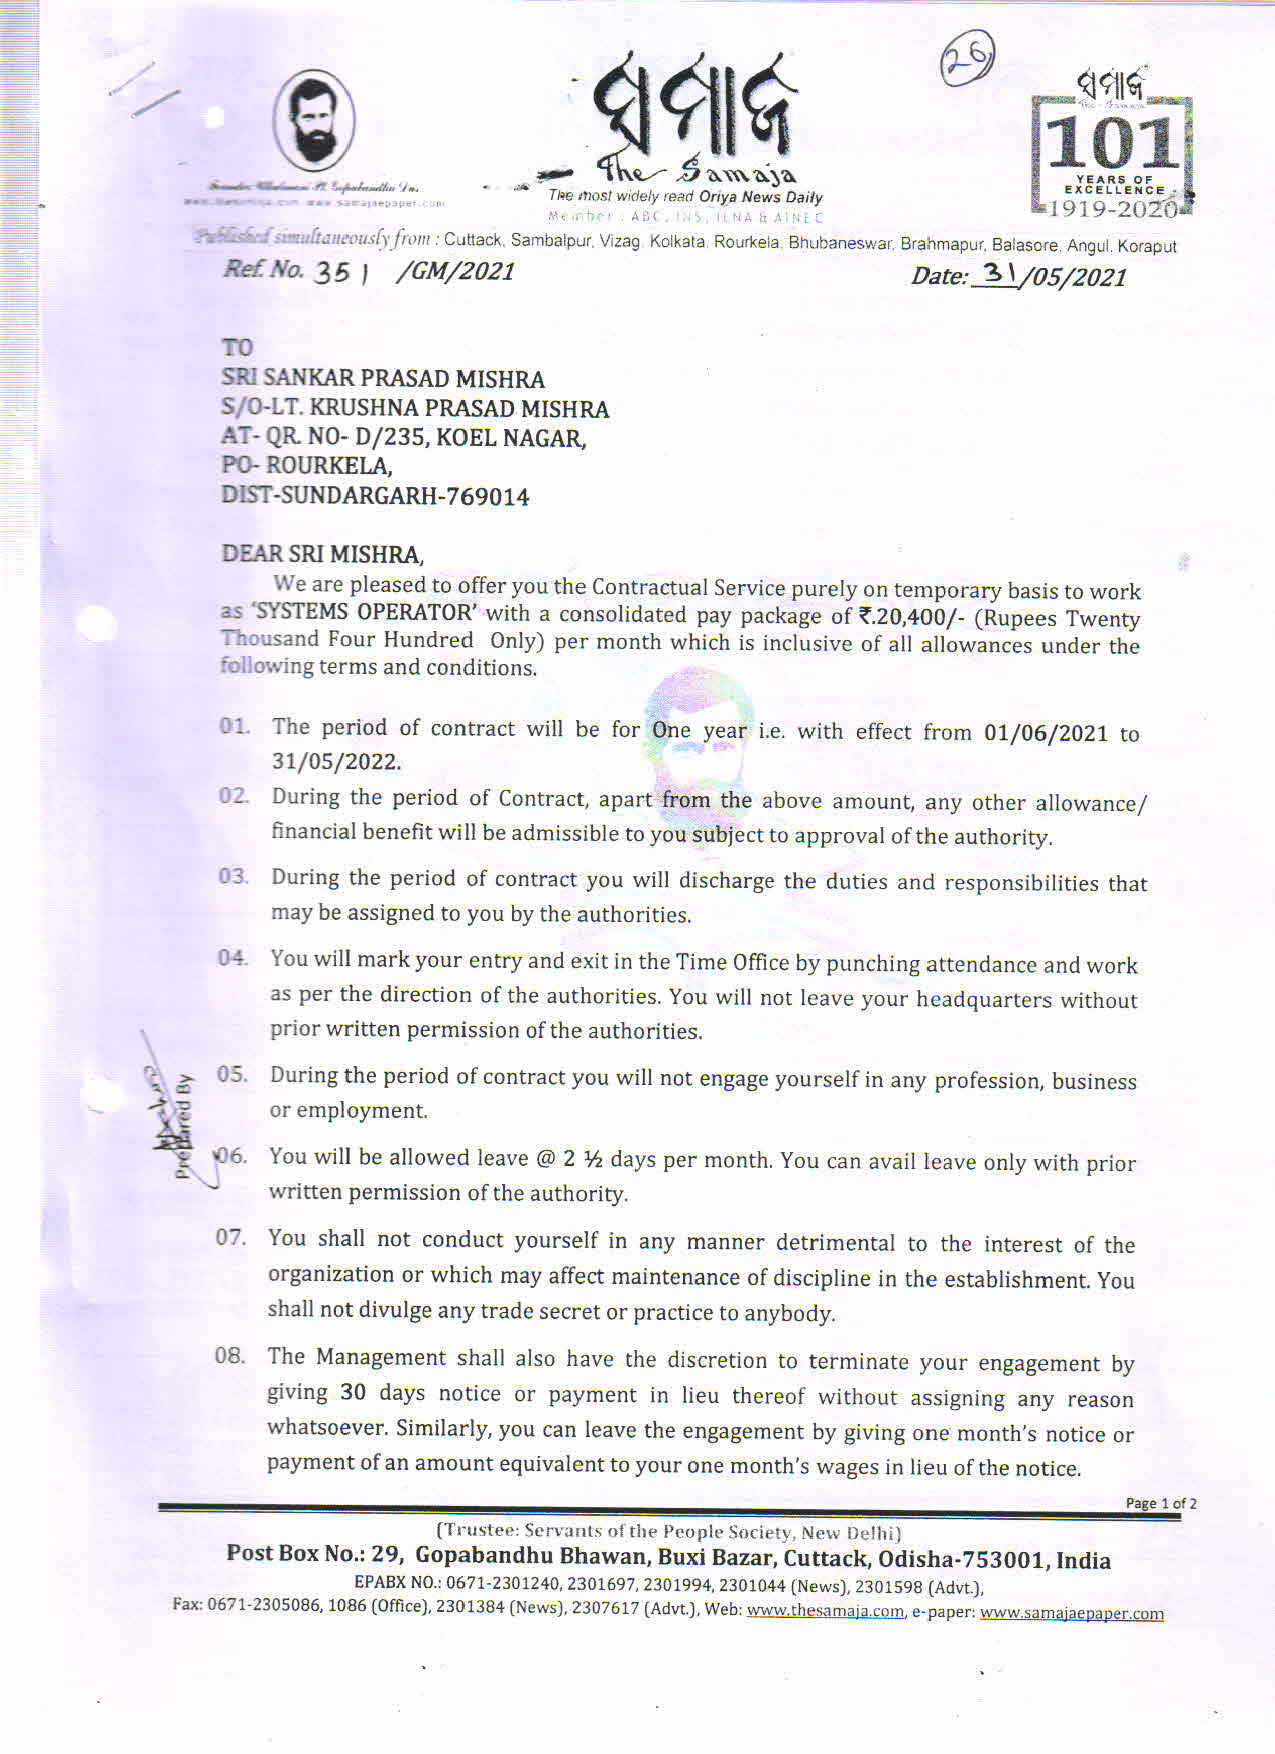 26
ସମାଜ
The Samaja
The most widely read Oriya News Daily
Member : ABC, INS, ILNA & AINEC
ସମାଜ
The Samaja
101
YEARS OF
EXCELLENCE
1919-2020
www.samajaepaper.com
Published simultaneously from : Cuttack, Sambalpur, Vizag, Kolkata, Rourkela, Bhubaneswar, Brahmapur, Balasore, Angul, Koraput
Ref. No. 351 /GM/2021
Date: 31/05/2021
TO
SRI SANKAR PRASAD MISHRA
S/O-LT. KRUSHNA PRASAD MISHRA
AT- QR. NO- D/235, KOEL NAGAR,
PO- ROURKELA,
DIST-SUNDARGARH-769014
DEAR SRI MISHRA,
We are pleased to offer you the Contractual Service purely on temporary basis to work
as 'SYSTEMS OPERATOR' with a consolidated pay package of ₹.20,400/- (Rupees Twenty
Thousand Four Hundred Only) per month which is inclusive of all allowances under the
following terms and conditions.
01. The period of contract will be for One year i.e. with effect from 01/06/2021 to
31/05/2022.
02. During the period of Contract, apart from the above amount, any other allowance/
financial benefit will be admissible to you subject to approval of the authority.
03. During the period of contract you will discharge the duties and responsibilities that
may be assigned to you by the authorities.
04. You will mark your entry and exit in the Time Office by punching attendance and work
as per the direction of the authorities. You will not leave your headquarters without
prior written permission of the authorities.
05. During the period of contract you will not engage yourself in any profession, business
or employment.
Prepared By
06. You will be allowed leave @ 2 ½ days per month. You can avail leave only with prior
written permission of the authority.
07. You shall not conduct yourself in any manner detrimental to the interest of the
organization or which may affect maintenance of discipline in the establishment. You
shall not divulge any trade secret or practice to anybody.
08. The Management shall also have the discretion to terminate your engagement by
giving 30 days notice or payment in lieu thereof without assigning any reason
whatsoever. Similarly, you can leave the engagement by giving one month's notice or
payment of an amount equivalent to your one month's wages in lieu of the notice.
Page 1 of 2
(Trustee: Servants of the People Society, New Delhi)
Post Box No.: 29, Gopabandhu Bhawan, Buxi Bazar, Cuttack, Odisha-753001, India
EPABX NO.: 0671-2301240, 2301697, 2301994, 2301044 (News), 2301598 (Advt.),
Fax: 0671-2305086, 1086 (Office), 2301384 (News), 2307617 (Advt.), Web: www.thesamaja.com, e-paper: www.samajaepaper.com